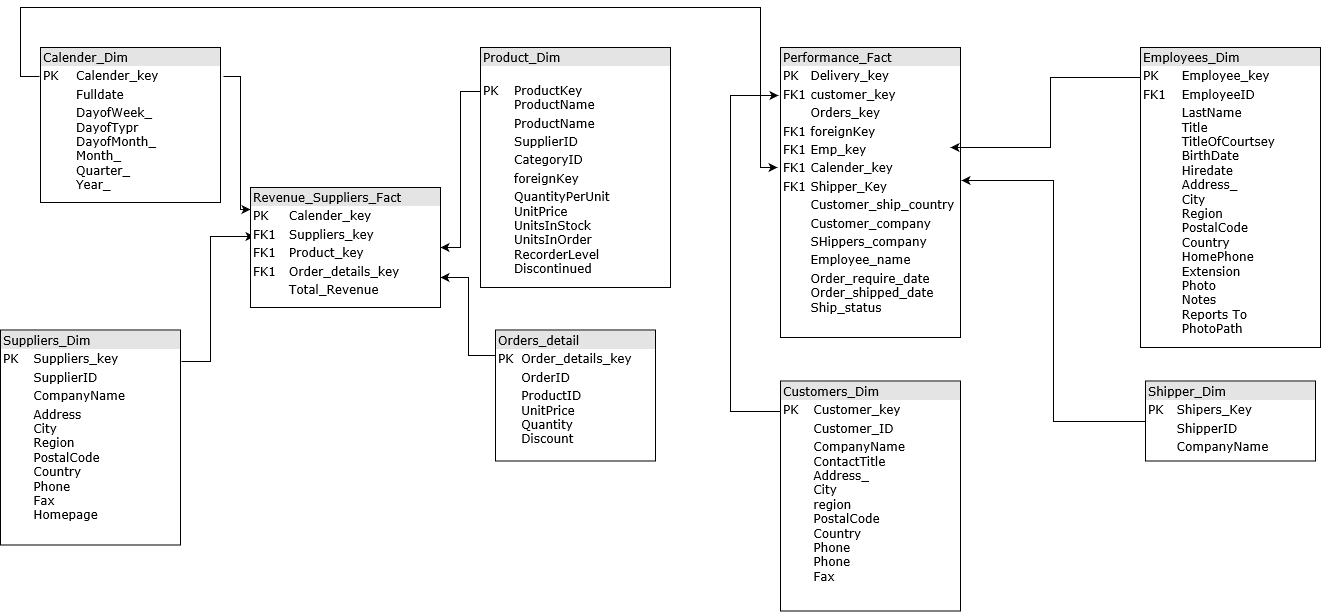 Calender_Dim
PK Calender_key
Fulldate
DayofWeek_
DayofTypr
DayofMonth_
Month_
Quarter_
Year_
Product_Dim
PK ProductKey
ProductName
ProductName
SupplierID
CategoryID
foreignKey
QuantityPerUnit
UnitPrice
UnitsInStock
UnitsInOrder
RecorderLevel
Discontinued
Performance_Fact
PK Delivery_key
FK1 customer_key
Orders_key
FK1 foreignKey
FK1 Emp_key
FK1 Calender_key
FK1 Shipper_Key
Customer_ship_country
Customer_company
SHippers_company
Employee_name
Order_require_date
Order_shipped_date
Ship_status
Employees_Dim
PK Employee_key
FK1 EmployeeID
LastName
Title
TitleOfCourtsey
BirthDate
Hiredate
Address_
City
Region
PostalCode
Country
HomePhone
Extension
Photo
Notes
Reports To
PhotoPath
Revenue_Suppliers_Fact
PK Calender_key
FK1 Suppliers_key
FK1 Product_key
FK1 Order_details_key
Total_Revenue
Suppliers_Dim
PK Suppliers_key
SupplierID
CompanyName
Address
City
Region
PostalCode
Country
Phone
Fax
Homepage
Orders_detail
PK Order_details_key
OrderID
ProductID
UnitPrice
Quantity
Discount
Customers_Dim
PK Customer_key
Customer_ID
CompanyName
ContactTitle
Address_
City
region
PostalCode
Country
Phone
Phone
Fax
Shipper_Dim
PK Shipers_Key
ShipperID
CompanyName